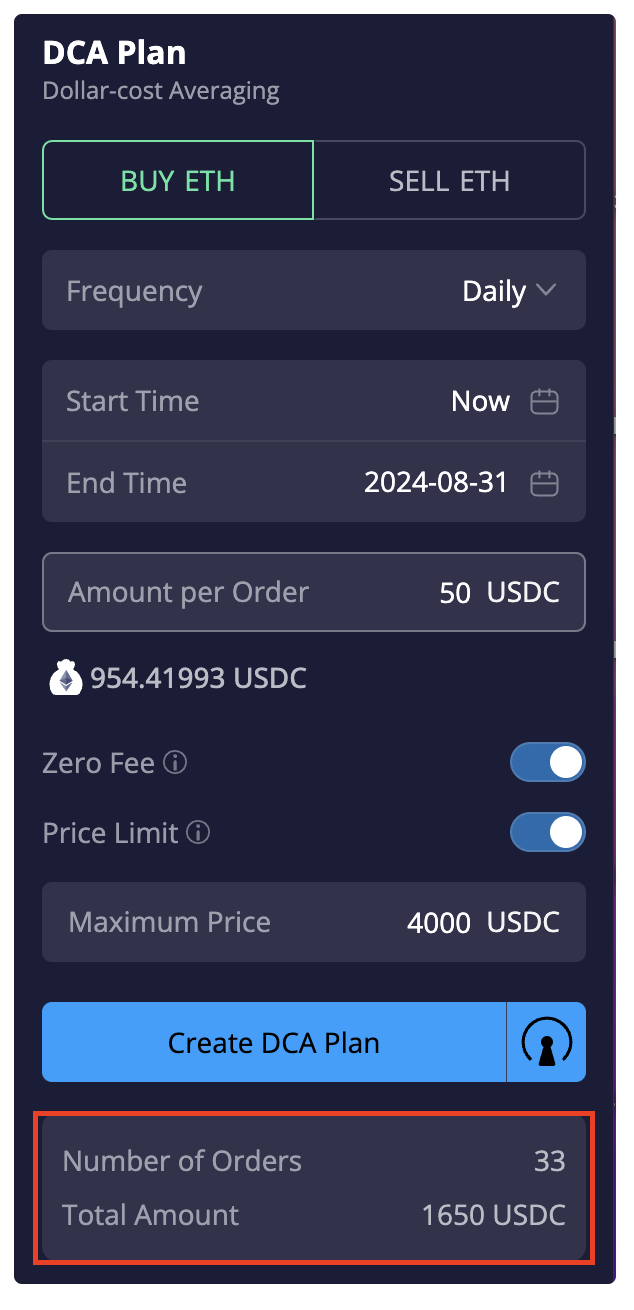 DCA Plan
Dollar-cost Averaging
BUY ETH SELL ETH
Frequency Daily
Start Time Now
End Time 2024-08-31
Amount per Order 50 USDC
954.41993 USDC
Zero Fee
Price Limit
Maximum Price 4000 USDC
Create DCA Plan
Number of Orders 33
Total Amount 1650 USDC